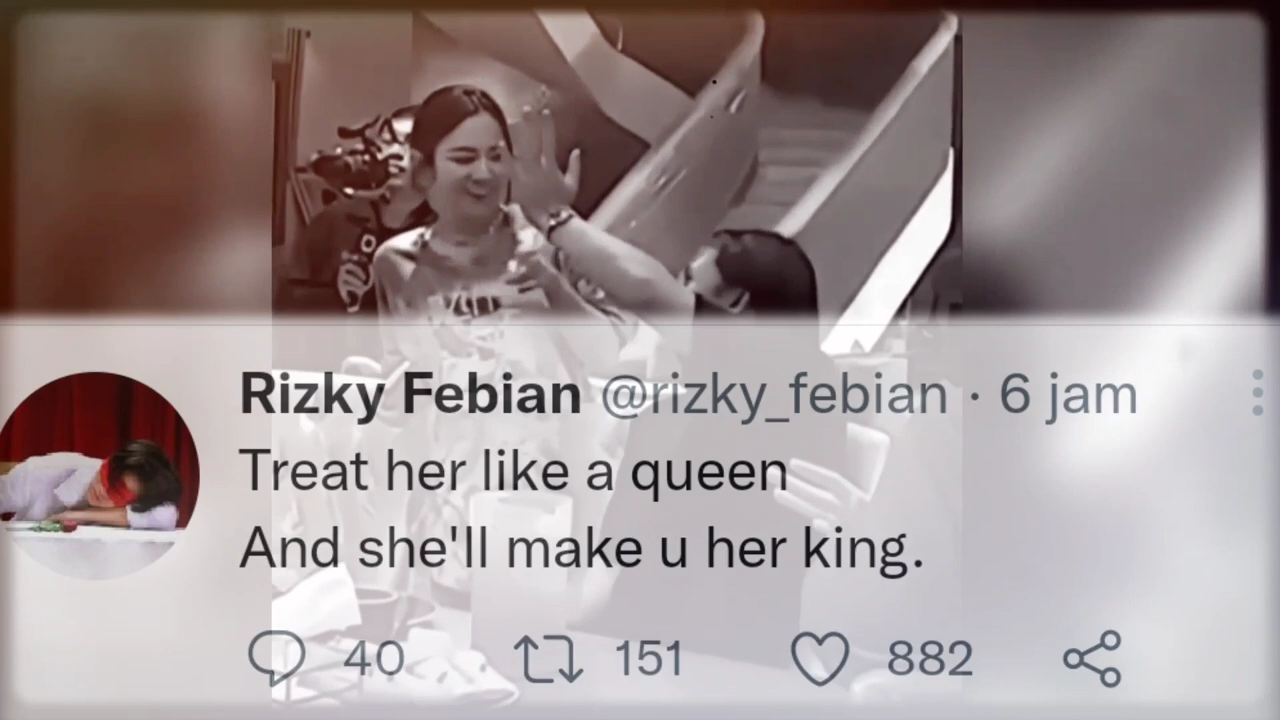 Rizky Febian @rizky_febian · 6 jam
Treat her like a queen
And she'll make u her king.
40 151 882